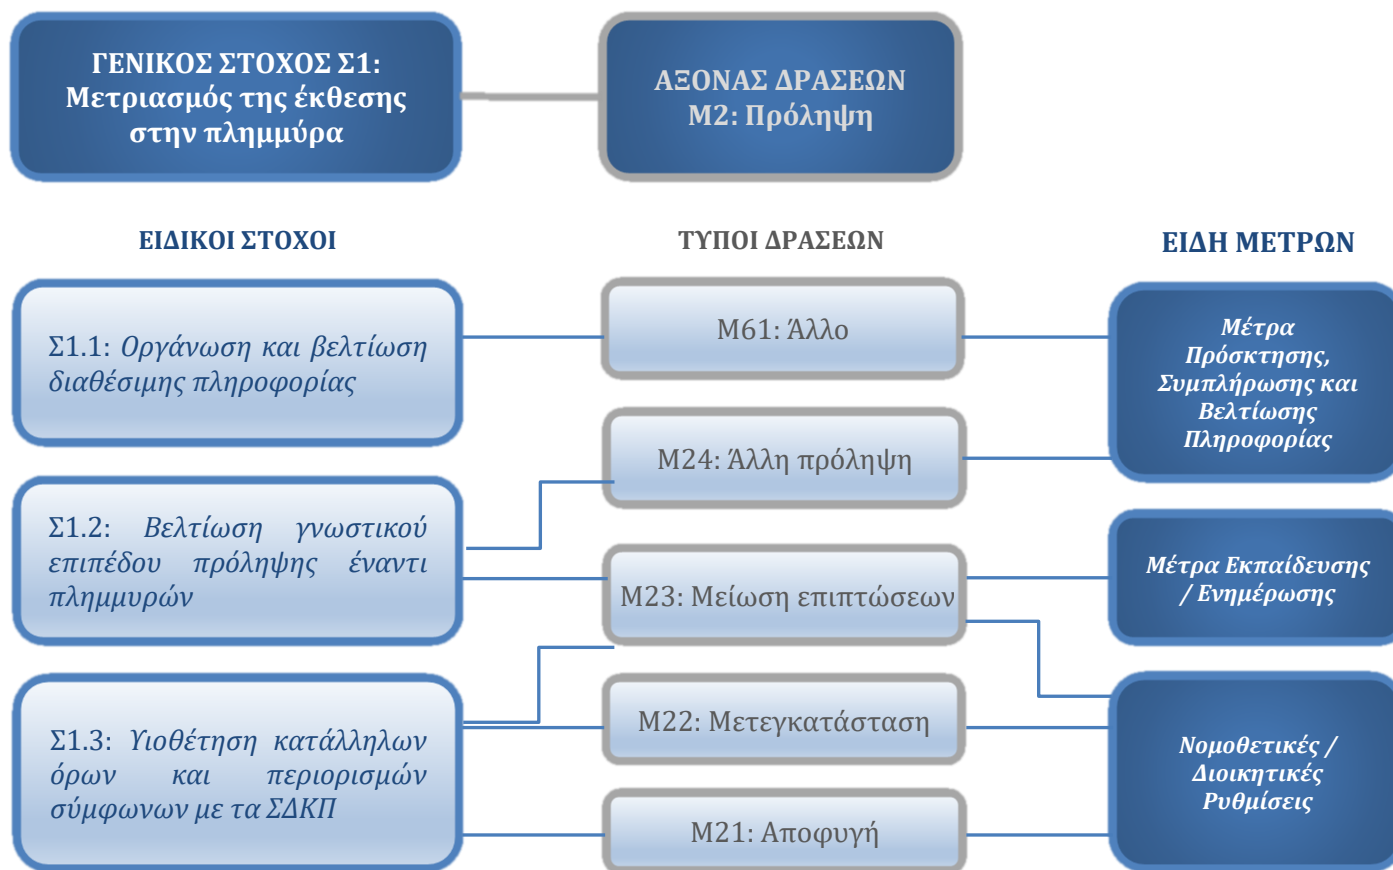 ΓΕΝΙΚΟΣ ΣΤΟΧΟΣ Σ1:
Μετριασμός της έκθεσης
στην πλημμύρα
ΑΞΟΝΑΣ ΔΡΑΣΕΩΝ
Μ2: Πρόληψη
ΕΙΔΙΚΟΙ ΣΤΟΧΟΙ
ΤΥΠΟΙ ΔΡΑΣΕΩΝ
ΕΙΔΗ ΜΕΤΡΩΝ
Σ1.1: Οργάνωση και βελτίωση
διαθέσιμης πληροφορίας
Σ1.2: Βελτίωση γνωστικού
επιπέδου πρόληψης έναντι
πλημμυρών
Σ1.3: Υιοθέτηση κατάλληλων
όρων και περιορισμών
σύμφωνων με τα ΣΔΚΠ
Μ61: Άλλο
Μ24: Άλλη πρόληψη
Μ23: Μείωση επιπτώσεων
Μ22: Μετεγκατάσταση
Μ21: Αποφυγή
Μέτρα
Πρόσκτησης,
Συμπλήρωσης και
Βελτίωσης
Πληροφορίας
Μέτρα Εκπαίδευσης
/ Ενημέρωσης
Νομοθετικές /
Διοικητικές
Ρυθμίσεις